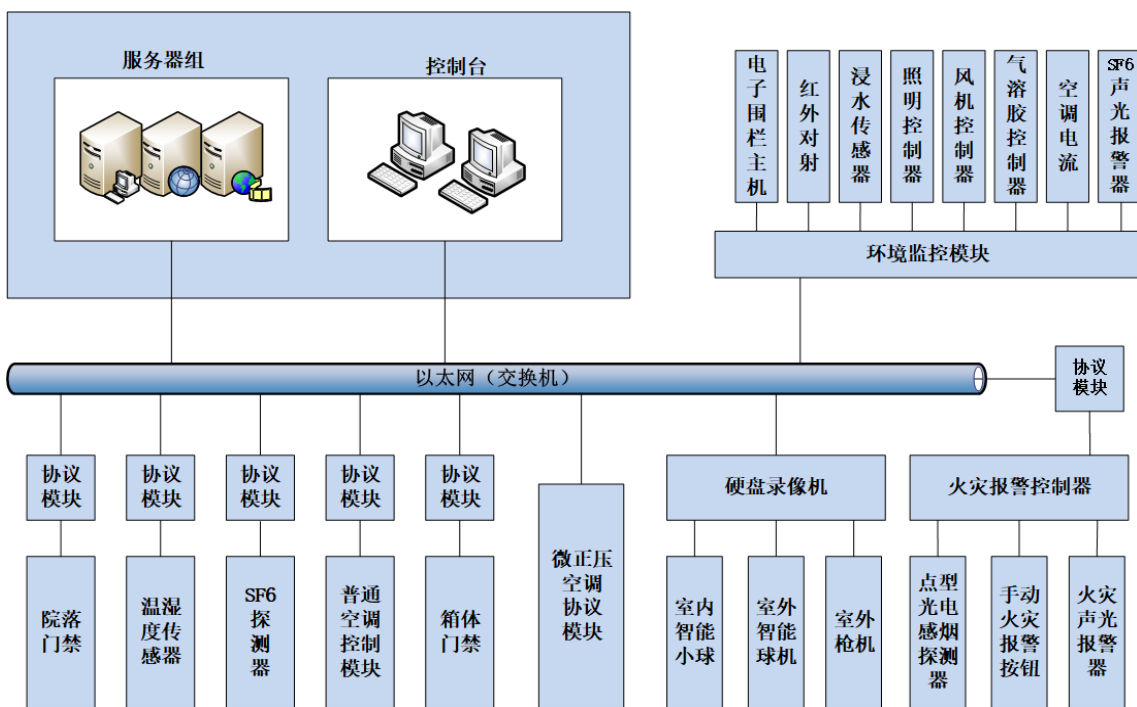 服务器组
控制台
电
子
围
栏
主
机
红
外
对
射
浸
水
传
感
器
照
明
控
制
器
风
机
控
制
器
气
溶
胶
控
制
器
空
调
电
流
SF6
声
光
报
警
器
环境监控模块
以太网（交换机）
协议
模块
协议
模块
协议
模块
协议
模块
协议
模块
协议
模块
硬盘录像机
火灾报警控制器
院落
门禁
温湿
度传
感器
SF6
探
测
器
普通
空调
控制
模块
箱体
门禁
微正压
空调
协议
模块
室内
智能
小球
室外
智能
球机
室外
枪机
点型
光电
感烟
探测
器
手动
火灾
报警
按钮
火灾
声光
报警
器